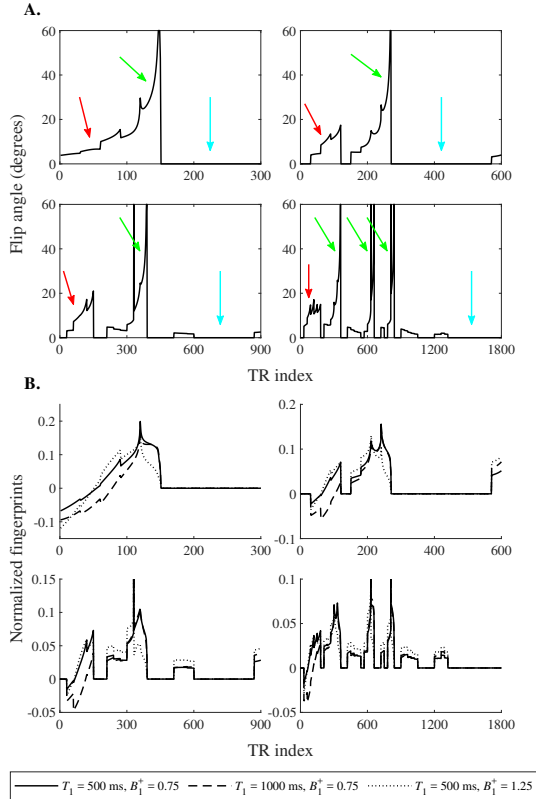 A.
Flip angle (degrees)
60
40
20
0
0 100 200 300
60
40
20
0
0 200 400 600
60
40
20
0
0 300 600 900
60
40
20
0
0 600 1200 1800
TR index
B.
Normalized fingerprints
0.2
0.1
0
-0.1
0 100 200 300
0.2
0.1
0
-0.1
0 200 400 600
0.15
0.1
0.05
0
-0.05
0 300 600 900
0.1
0.05
0
-0.05
0 600 1200 1800
TR index
T₁ = 500 ms, B₁⁺ = 0.75 T₁ = 1000 ms, B₁⁺ = 0.75 T₁ = 500 ms, B₁⁺ = 1.25